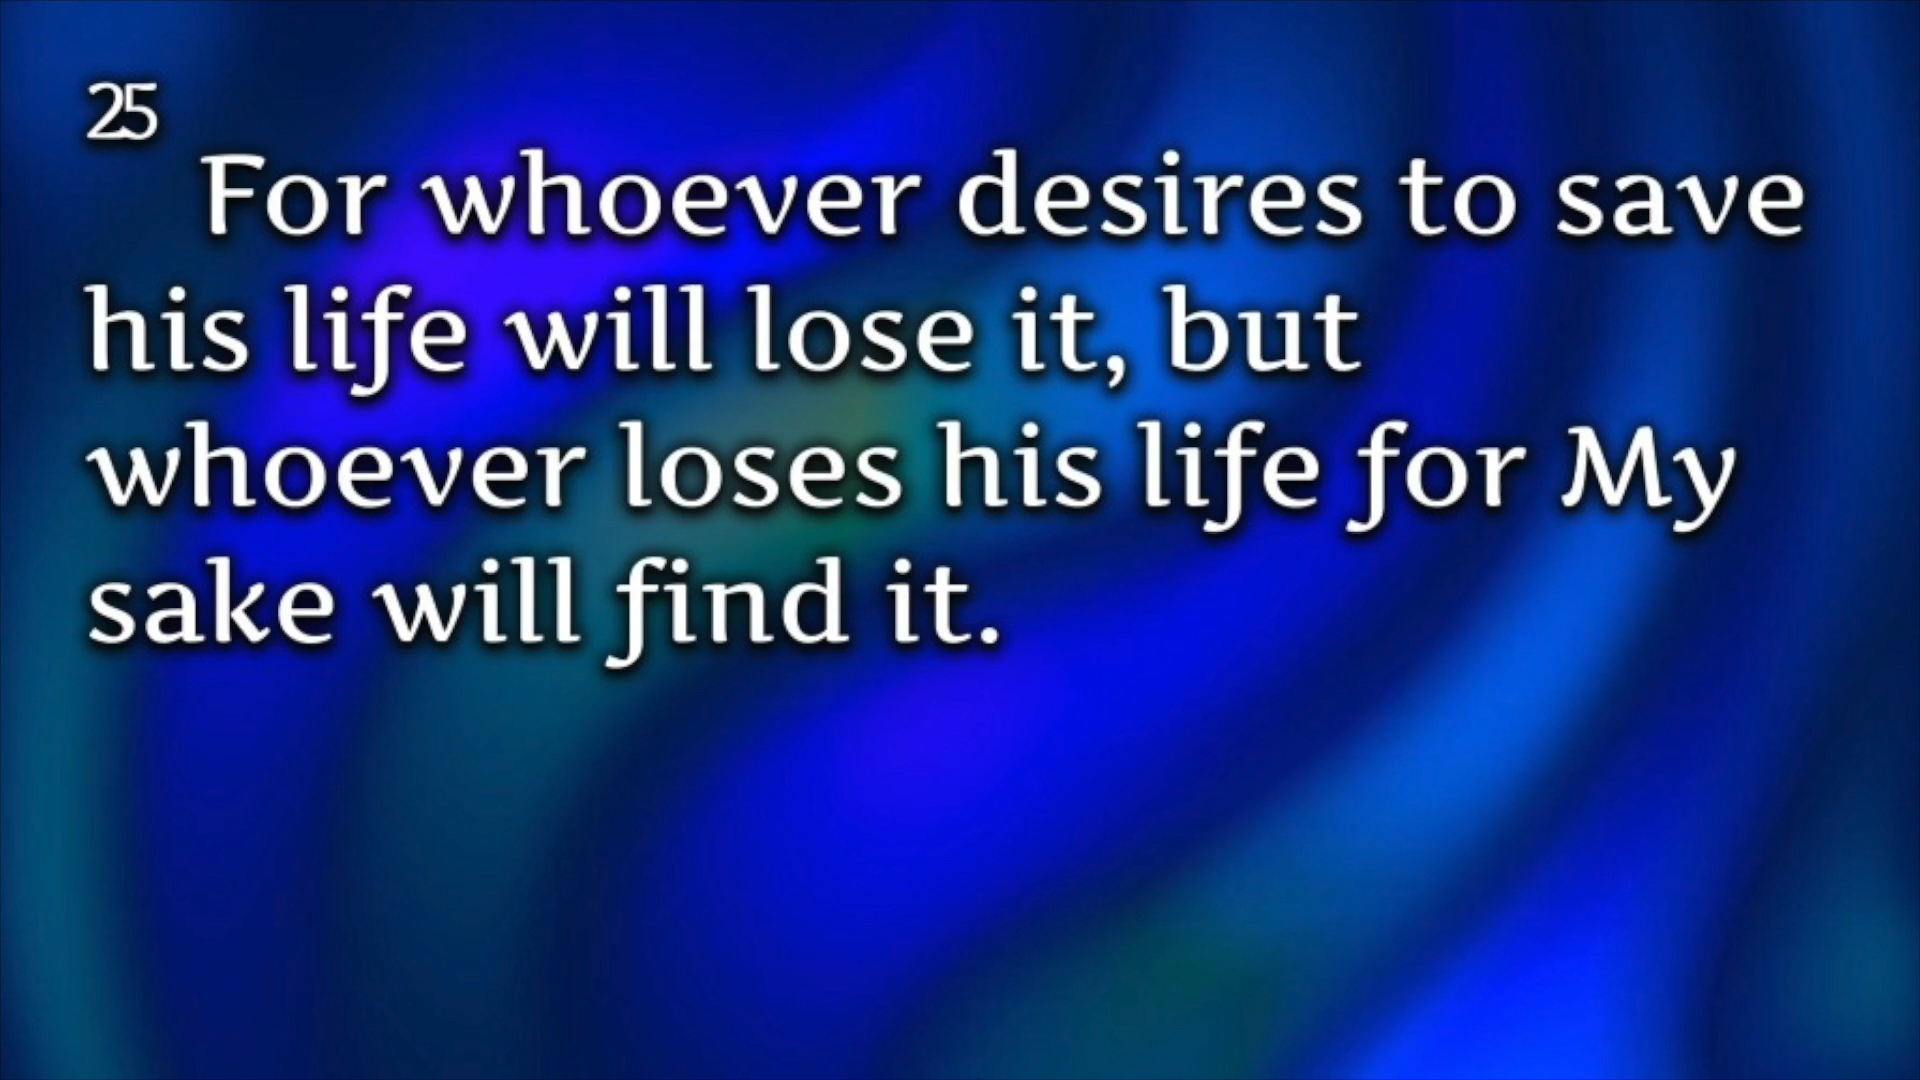 25
For whoever desires to save
his life will lose it, but
whoever loses his life for My
sake will find it.